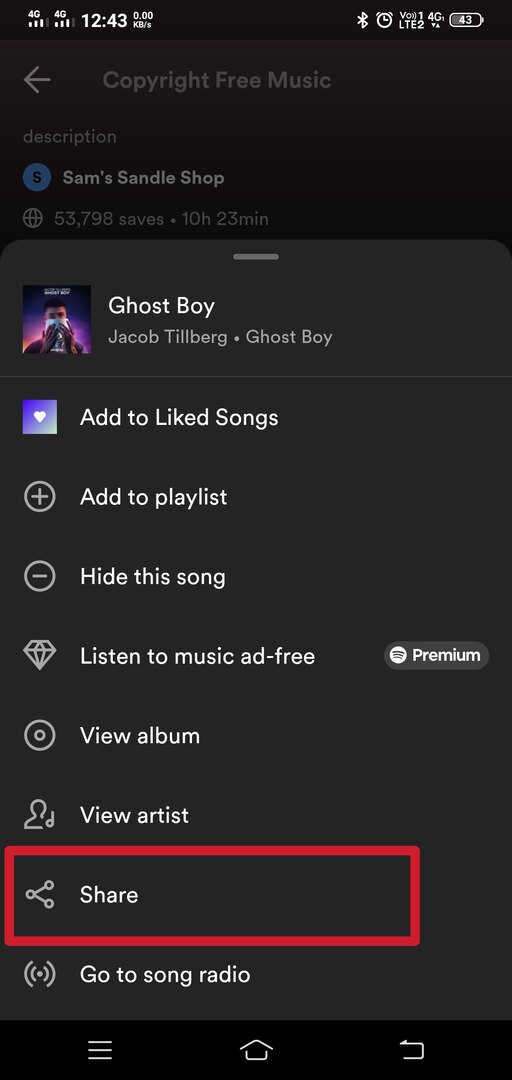 4G 4G 12:43 0.00 KB/s Vo))1 LTE2 4G 43
Copyright Free Music
description
S Sam's Sandle Shop
53,798 saves • 10h 23min
JACOB TILLBERG
GHOST BOY
Ghost Boy
Jacob Tillberg • Ghost Boy
Add to Liked Songs
Add to playlist
Hide this song
Listen to music ad-free Premium
View album
View artist
Share
Go to song radio